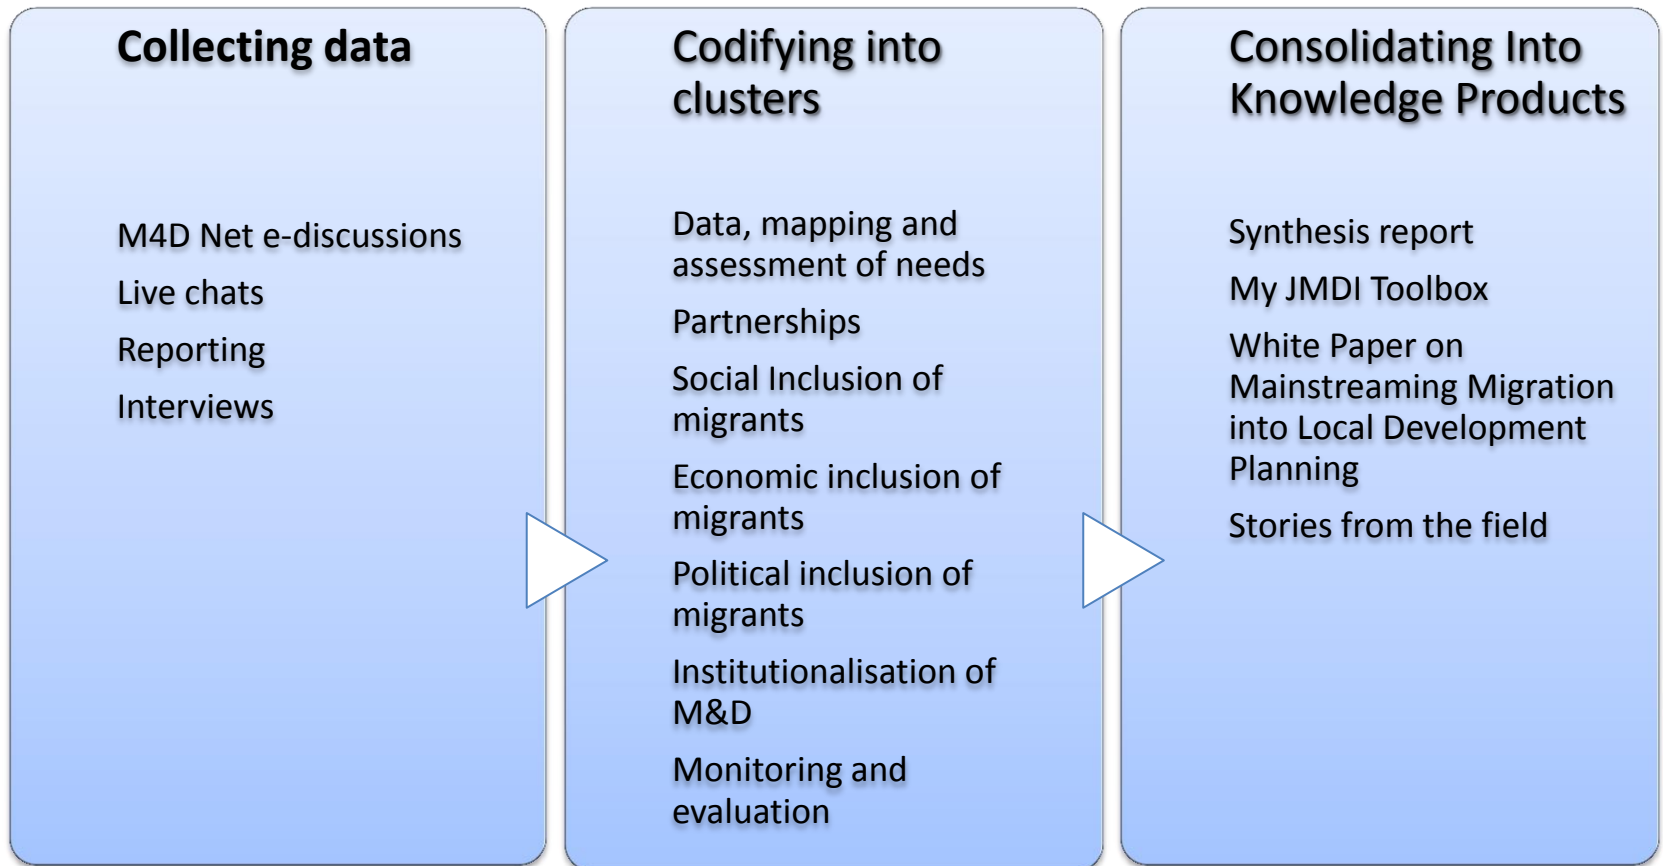 Collecting data
M4D Net e-discussions
Live chats
Reporting
Interviews
Codifying into
clusters
Data, mapping and
assessment of needs
Partnerships
Social Inclusion of
migrants
Economic inclusion of
migrants
Political inclusion of
migrants
Institutionalisation of
M&D
Monitoring and
evaluation
Consolidating Into
Knowledge Products
Synthesis report
My JMDI Toolbox
White Paper on
Mainstreaming Migration
into Local Development
Planning
Stories from the field